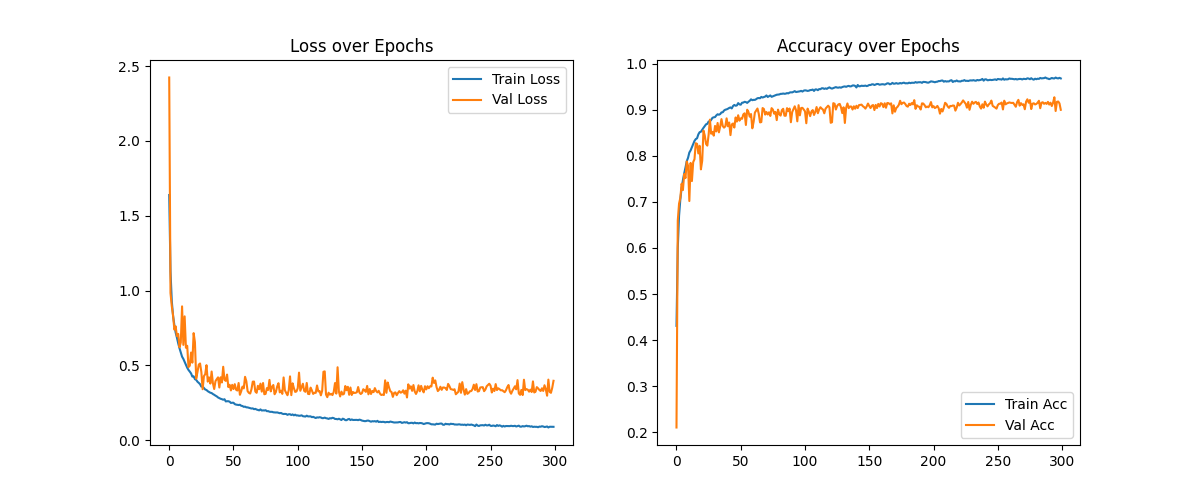 Loss over Epochs
2.5
2.0
1.5
1.0
0.5
0.0
0 50 100 150 200 250 300
Train Loss
Val Loss
Accuracy over Epochs
1.0
0.9
0.8
0.7
0.6
0.5
0.4
0.3
0.2
0 50 100 150 200 250 300
Train Acc
Val Acc